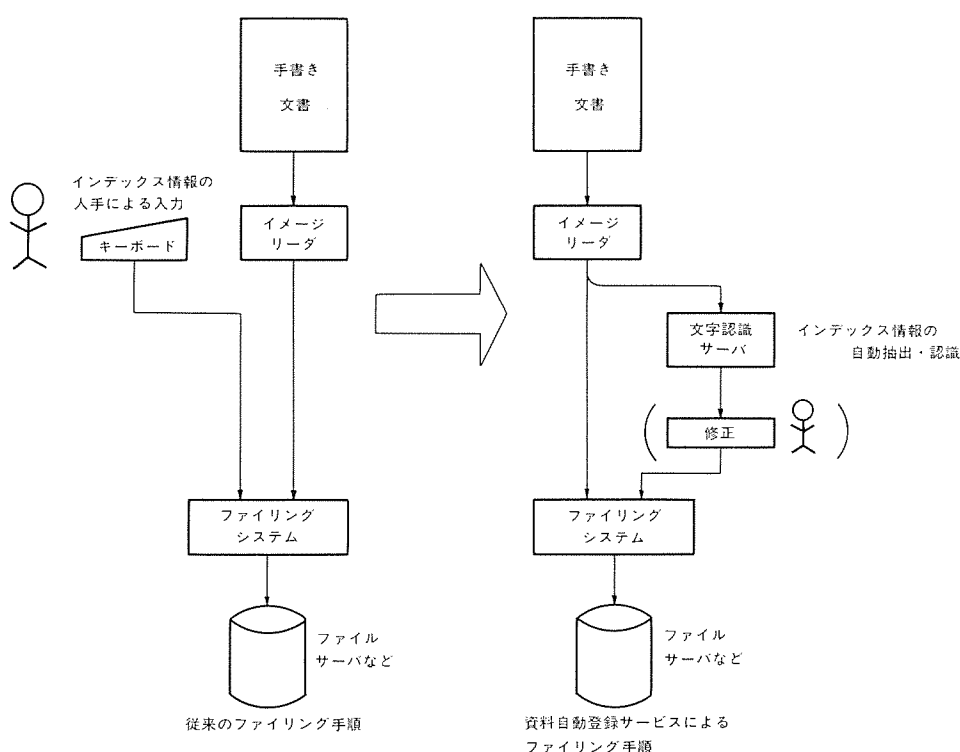 手書き
文書
インデックス情報の
人手による入力
キーボード
イメージ
リーダ
ファイリング
システム
ファイル
サーバなど
従来のファイリング手順
手書き
文書
イメージ
リーダ
文字認識
サーバ
インデックス情報の
自動抽出・認識
修正
ファイリング
システム
ファイル
サーバなど
資料自動登録サービスによる
ファイリング手順